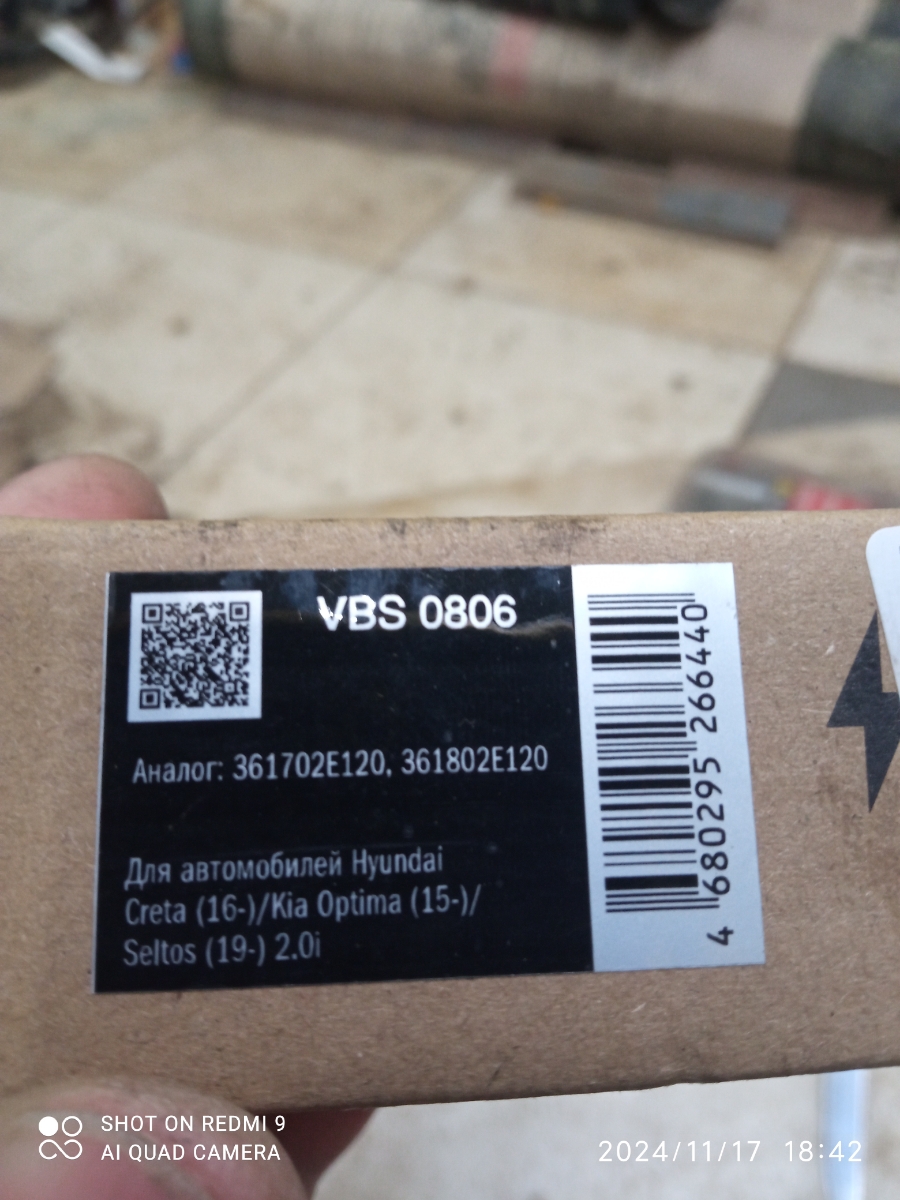 VBS 0806
Аналог: 361702E120, 361802E120
Для автомобилей Hyundai
Creta (16-)/Kia Optima (15-)/
Seltos (19-) 2.0i
4 680295 266440
SHOT ON REDMI 9
AI QUAD CAMERA
2024/11/17 18:42